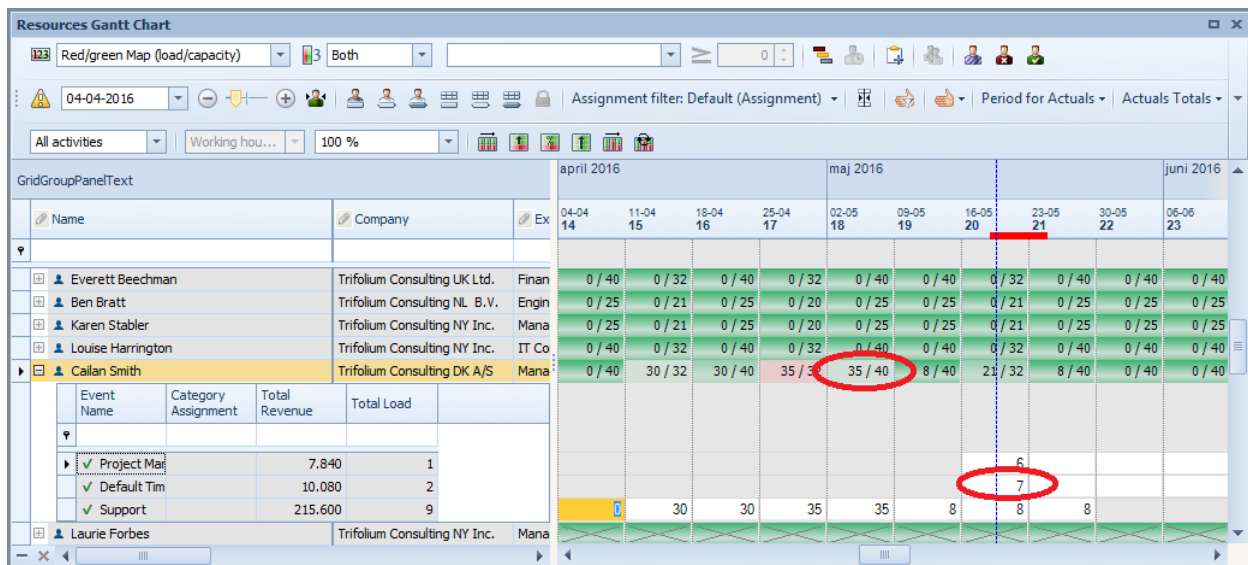 Resources Gantt Chart
123 Red/green Map (load/capacity) 3 Both 0
04-04-2016 Assignment filter: Default (Assignment) Period for Actuals Actuals Totals
All activities Working hou... 100 %
GridGroupPanelText april 2016 maj 2016 juni 2016
Name Company Ex 04-04 11-04 18-04 25-04 02-05 09-05 16-05 23-05 30-05 06-06
14 15 16 17 18 19 20 21 22 23
Everett Beechman Trifolium Consulting UK Ltd. Finan 0 / 40 0 / 32 0 / 40 0 / 32 0 / 40 0 / 40 0 / 32 0 / 40 0 / 40 0 / 40
Ben Bratt Trifolium Consulting NL B.V. Engin 0 / 25 0 / 21 0 / 25 0 / 20 0 / 25 0 / 25 0 / 21 0 / 25 0 / 25 0 / 25
Karen Stabler Trifolium Consulting NY Inc. Mana 0 / 25 0 / 21 0 / 25 0 / 20 0 / 25 0 / 25 0 / 21 0 / 25 0 / 25 0 / 25
Louise Harrington Trifolium Consulting NY Inc. IT Co 0 / 40 0 / 32 0 / 40 0 / 32 0 / 40 0 / 40 0 / 32 0 / 40 0 / 40 0 / 40
Cailan Smith Trifolium Consulting DK A/S Mana 0 / 40 30 / 32 30 / 40 35 / 32 35 / 40 8 / 40 21 / 32 8 / 40 0 / 40 0 / 40
Event Category Total Total Load
Name Assignment Revenue
Project Mar 7.840 1 6
Default Tim 10.080 2 7
Support 215.600 9 0 30 30 35 35 8 8 8
Laurie Forbes Trifolium Consulting NY Inc. Mana